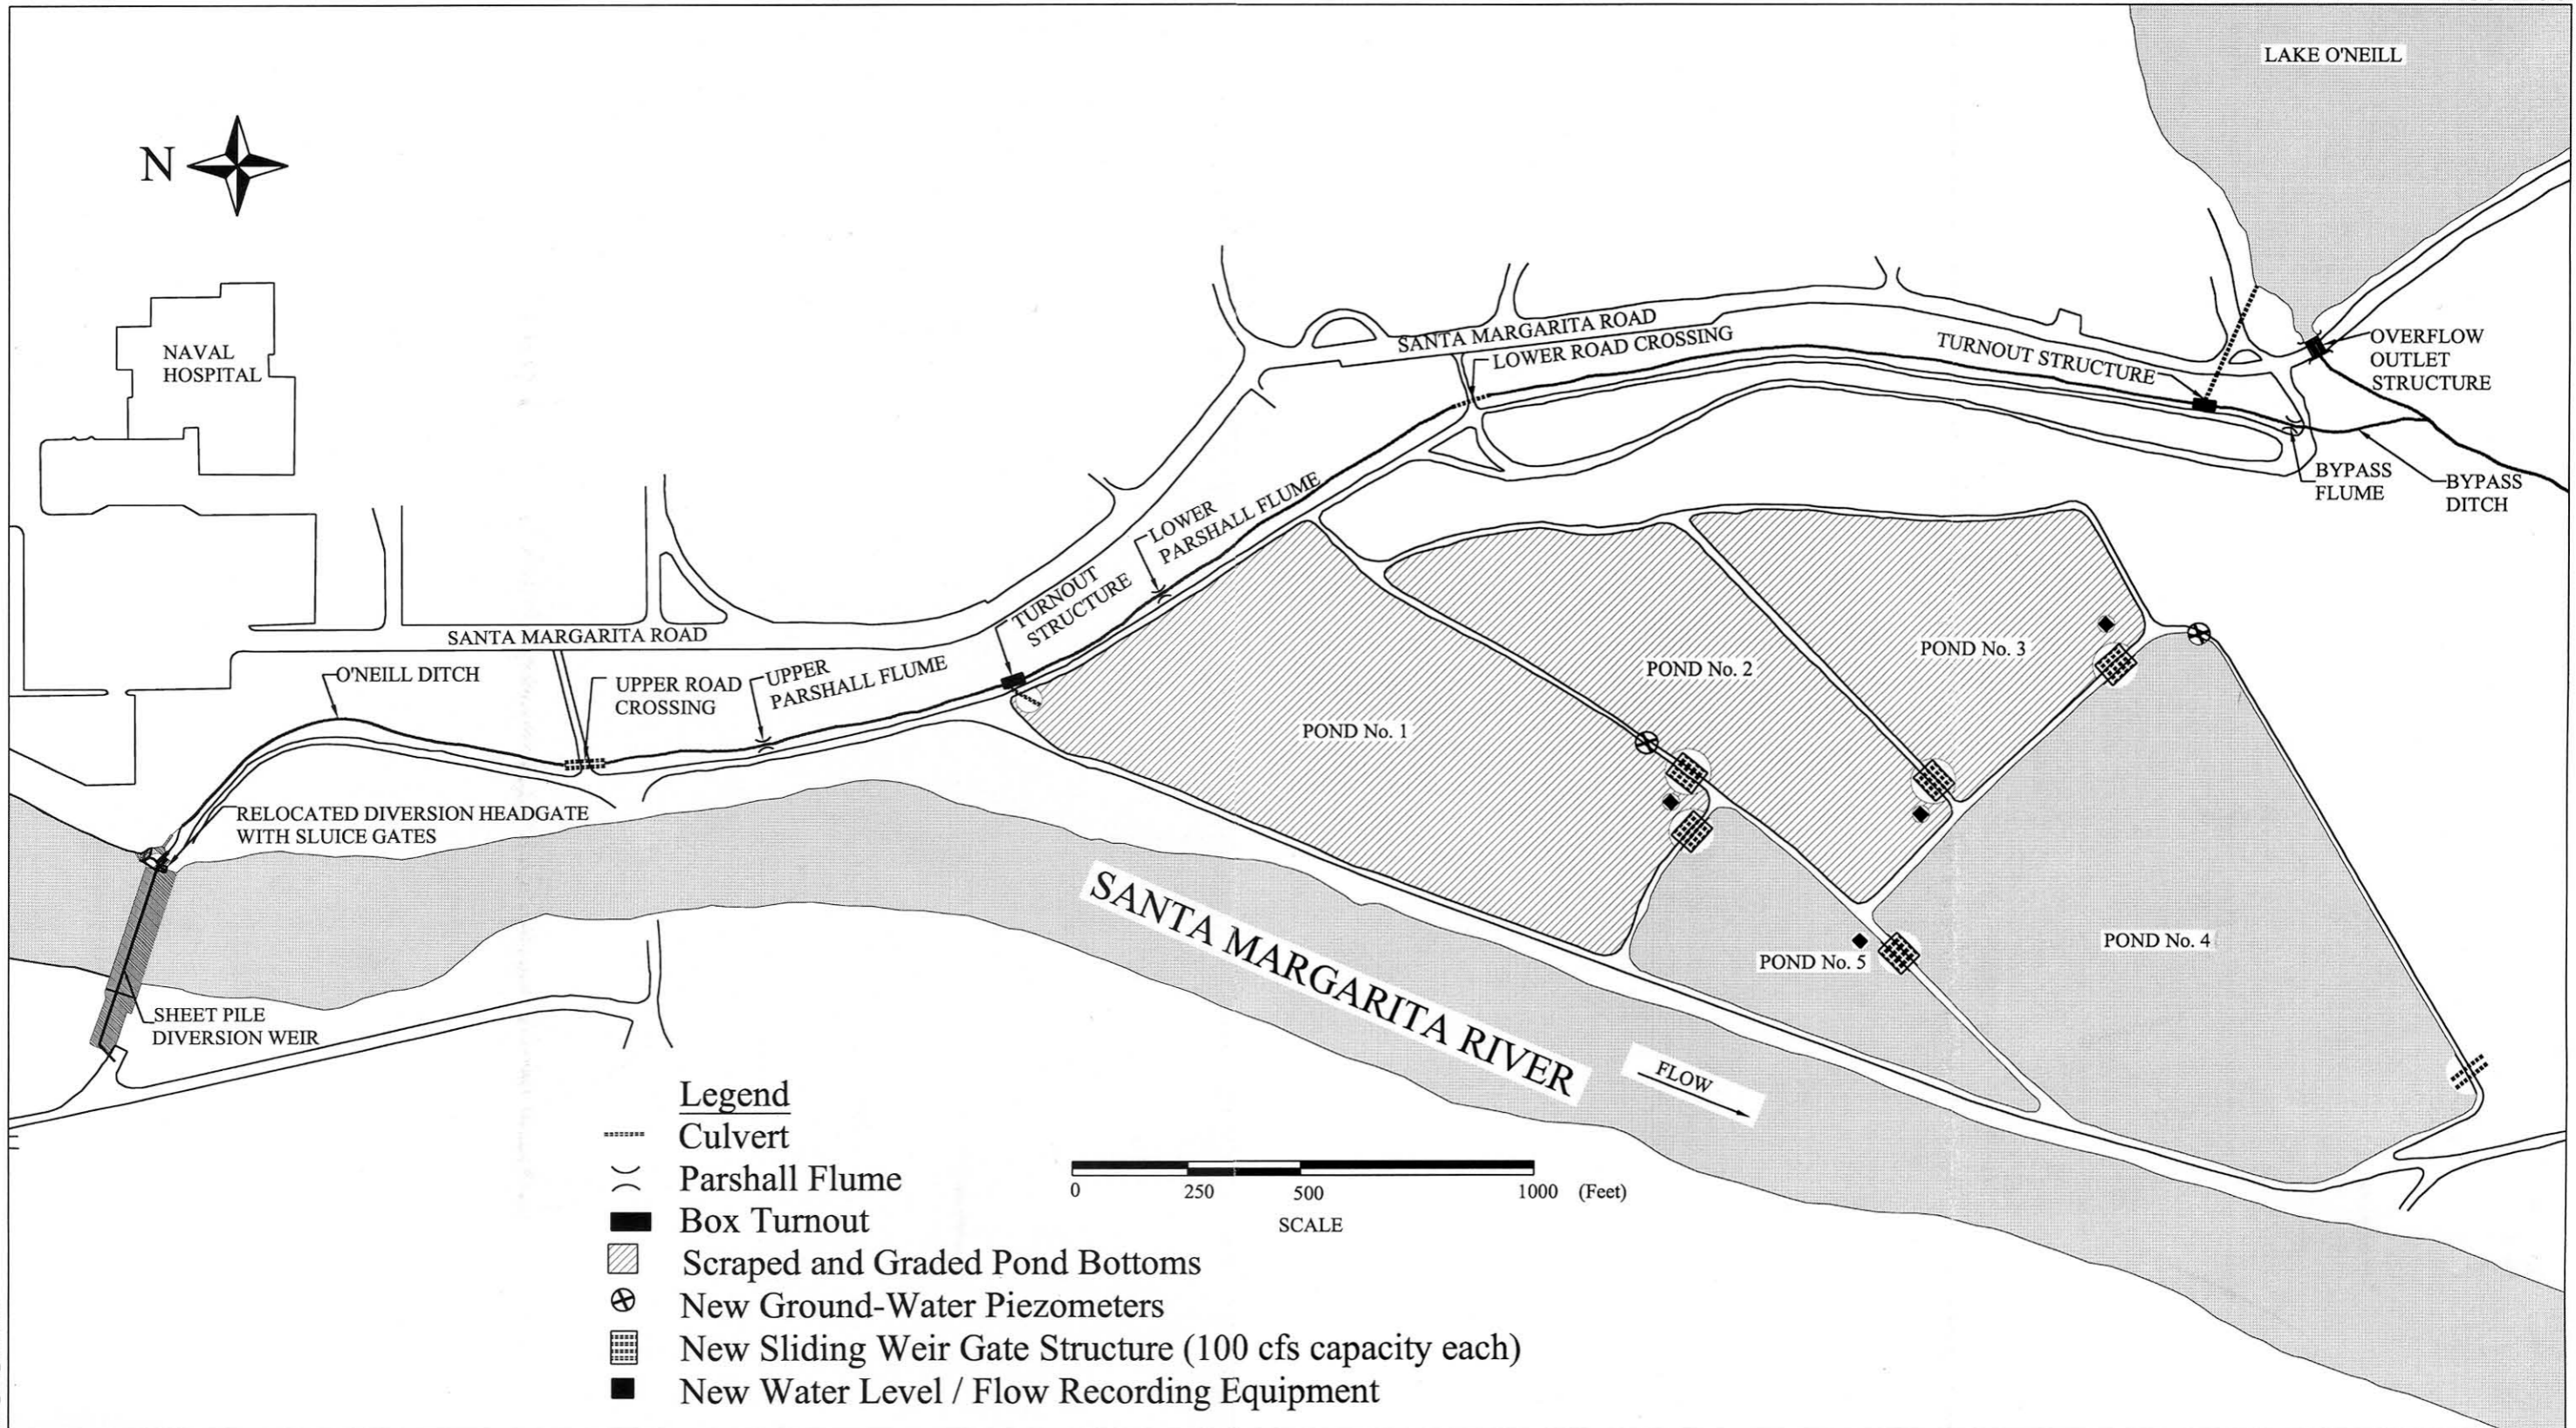 LAKE O'NEILL
N
NAVAL
HOSPITAL
SANTA MARGARITA ROAD
LOWER ROAD CROSSING
TURNOUT STRUCTURE
OVERFLOW
OUTLET
STRUCTURE
BYPASS
FLUME
BYPASS
DITCH
LOWER
PARSHALL FLUME
TURNOUT
STRUCTURE
SANTA MARGARITA ROAD
O'NEILL DITCH
UPPER ROAD
CROSSING
UPPER
PARSHALL FLUME
POND No. 1
POND No. 2
POND No. 3
RELOCATED DIVERSION HEADGATE
WITH SLUICE GATES
POND No. 5
POND No. 4
SANTA MARGARITA RIVER
FLOW
SHEET PILE
DIVERSION WEIR
Legend
Culvert
Parshall Flume
Box Turnout
Scraped and Graded Pond Bottoms
New Ground-Water Piezometers
New Sliding Weir Gate Structure (100 cfs capacity each)
New Water Level / Flow Recording Equipment
0 250 500 1000 (Feet)
SCALE